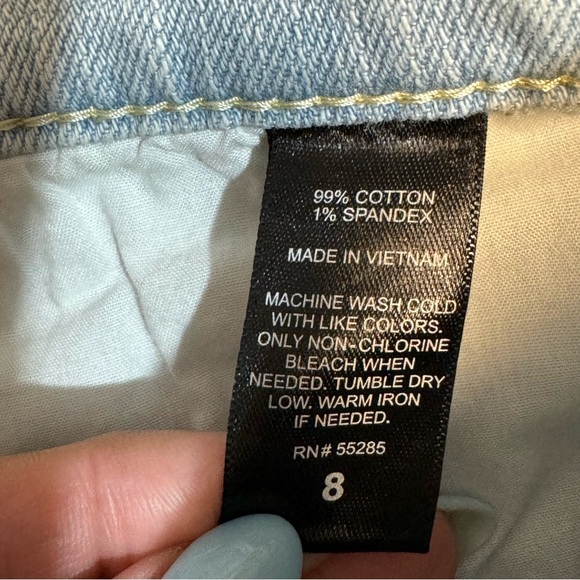 99% COTTON
1% SPANDEX
MADE IN VIETNAM
MACHINE WASH COLD
WITH LIKE COLORS.
ONLY NON-CHLORINE
BLEACH WHEN
NEEDED. TUMBLE DRY
LOW. WARM IRON
IF NEEDED.
RN# 55285
8